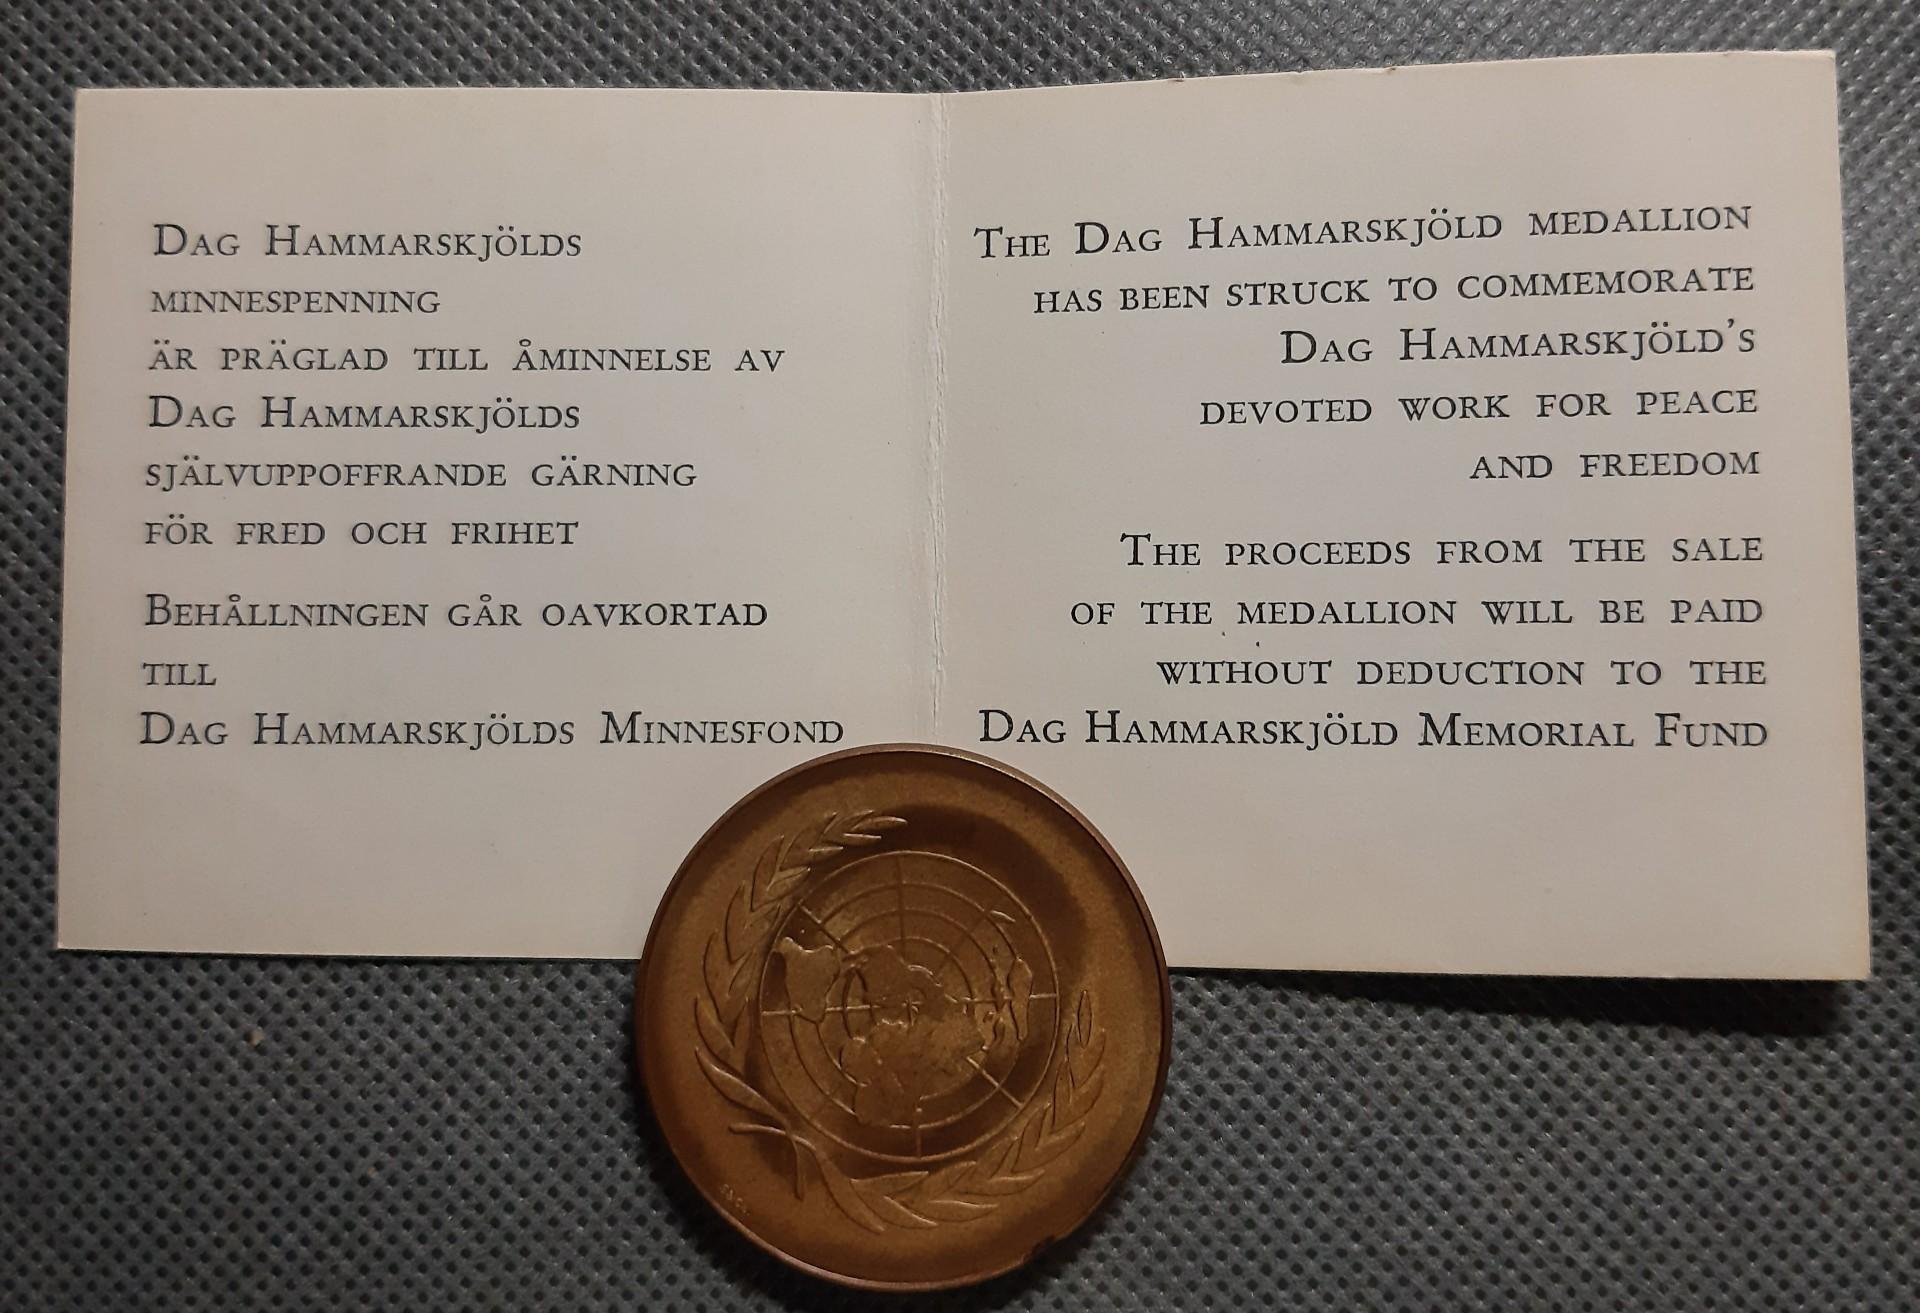 Dag Hammarskjölds
minnespenning
är präglad till åminnelse av
Dag Hammarskjölds
självuppoffrande gärning
för fred och frihet
Behållningen går oavkortad
till
Dag Hammarskjölds Minnesfond
The Dag Hammarskjöld medallion
has been struck to commemorate
Dag Hammarskjöld's
devoted work for peace
and freedom
The proceeds from the sale
of the medallion will be paid
without deduction to the
Dag Hammarskjöld Memorial Fund